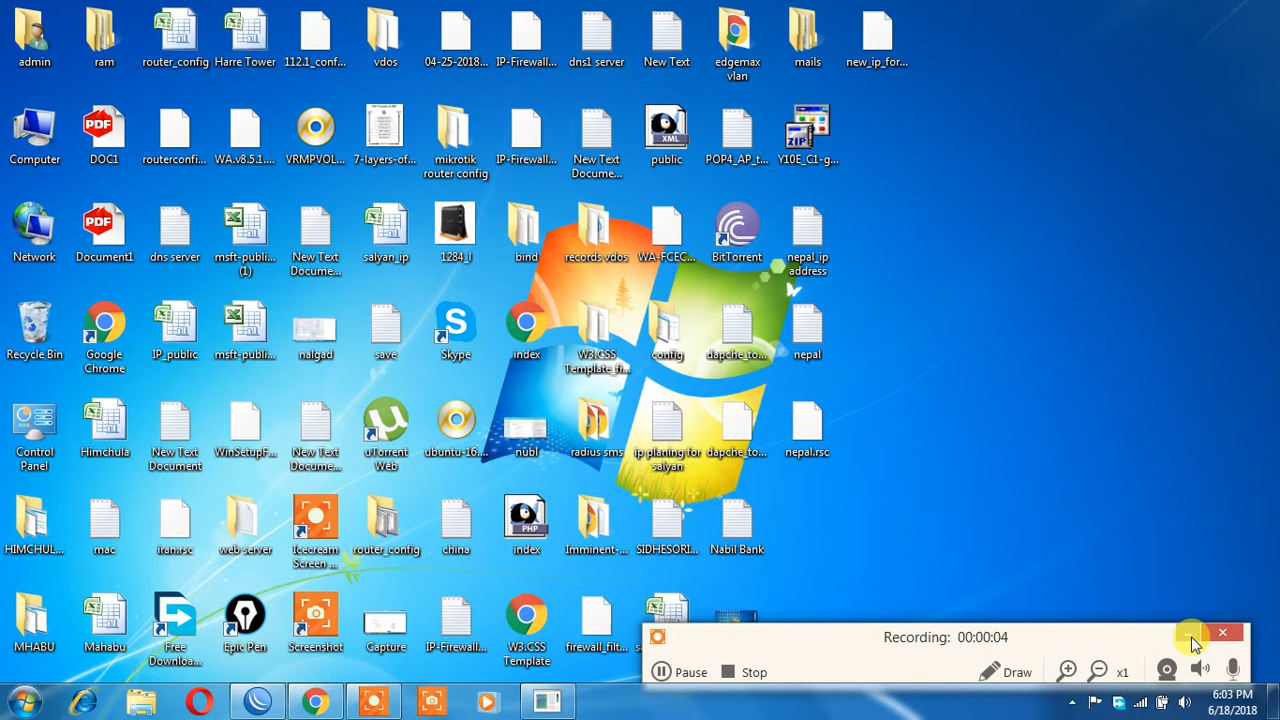 admin
ram
router_config
Harre Tower
112.1_conf...
vdos
04-25-2018...
IP-Firewall...
dns1 server
New Text
edgemax
vlan
mails
new_ip_for...
Computer
PDF
DOC1
routerconfi...
WA.v8.5.1....
VRMPVOL...
7-layers-of...
mikrotik
router config
IP-Firewall...
New Text
Docume...
XML
public
POP4_AP_t...
ZIP
Y10E_C1-g...
Network
PDF
Document1
dns server
msft-publi...
(1)
New Text
Docume...
salyan_ip
1284_l
bind
records vdos
WA-FCEC...
BitTorrent
nepal_ip
address
Recycle Bin
Google
Chrome
IP_public
msft-publi...
nalgad
save
Skype
index
W3.CSS
Template_fi...
config
dapche_to...
nepal
Control
Panel
Himchula
New Text
Document
WinSetupF...
New Text
Docume...
uTorrent
Web
ubuntu-16....
nubl
radius sms
ip planing for
salyan
dapche_to...
nepal.rsc
HIMCHUL...
mac
iran.rsc
web server
Icecream
Screen ...
router_config
china
PHP
index
Imminent-...
SIDHESORI...
Nabil Bank
MHABU
Mahabu
Free
Downloa...
Epic Pen
Screenshot
Capture
IP-Firewall...
W3.CSS
Template
firewall_filt...
Recording: 00:00:04
Pause
Stop
Draw
x1
6:03 PM
6/18/2018